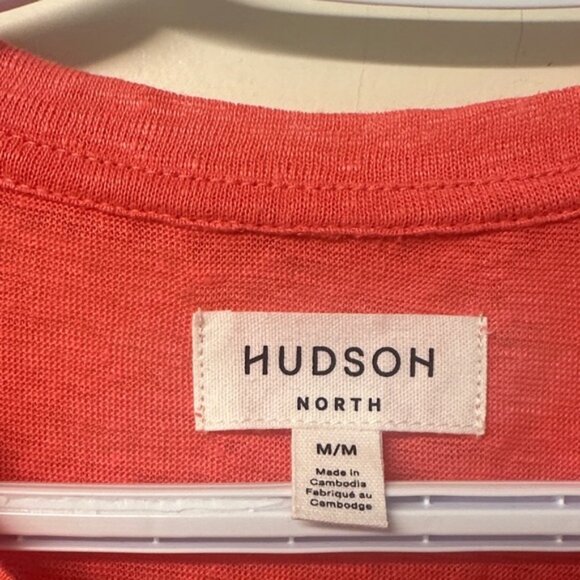 HUDSON
NORTH
M/M
Made in
Cambodia
Fabriqué au
Cambodge